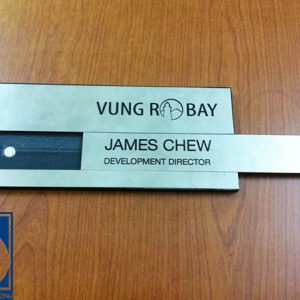 VUNG RO BAY
JAMES CHEW
DEVELOPMENT DIRECTOR